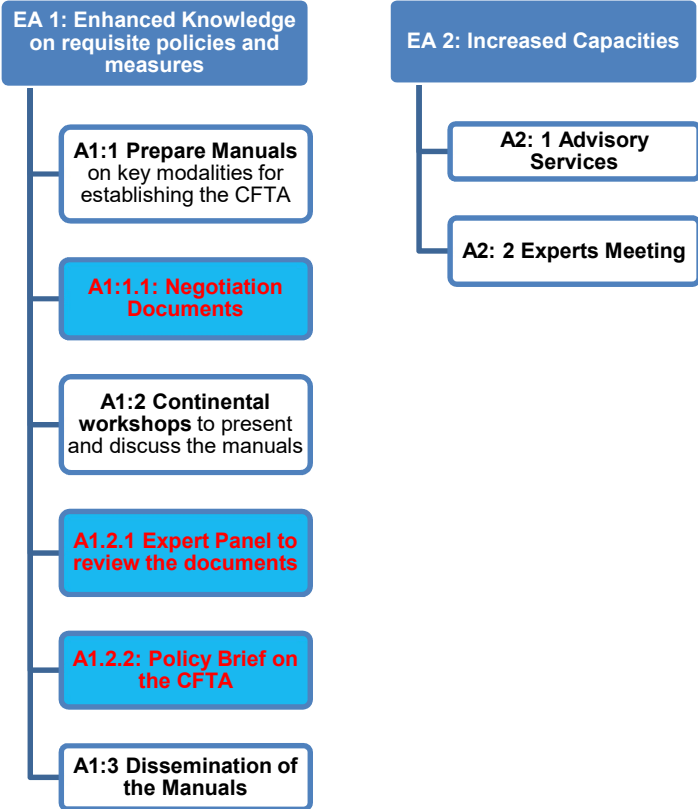 EA 1: Enhanced Knowledge
on requisite policies and
measures
A1:1 Prepare Manuals
on key modalities for
establishing the CFTA
A1:1.1: Negotiation
Documents
A1:2 Continental
workshops to present
and discuss the manuals
A1.2.1 Expert Panel to
review the documents
A1.2.2: Policy Brief on
the CFTA
A1:3 Dissemination of
the Manuals
EA 2: Increased Capacities
A2: 1 Advisory
Services
A2: 2 Experts Meeting